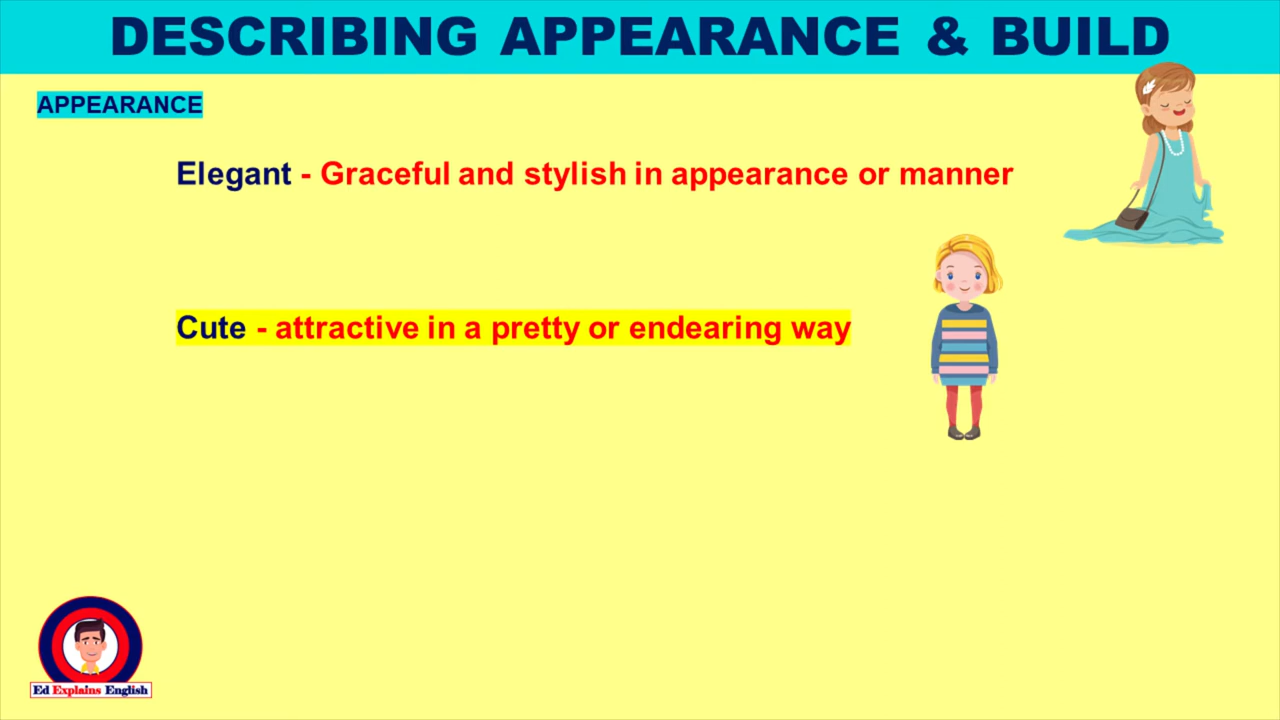 DESCRIBING APPEARANCE & BUILD
APPEARANCE
Elegant - Graceful and stylish in appearance or manner
Cute - attractive in a pretty or endearing way
Ed Explains English